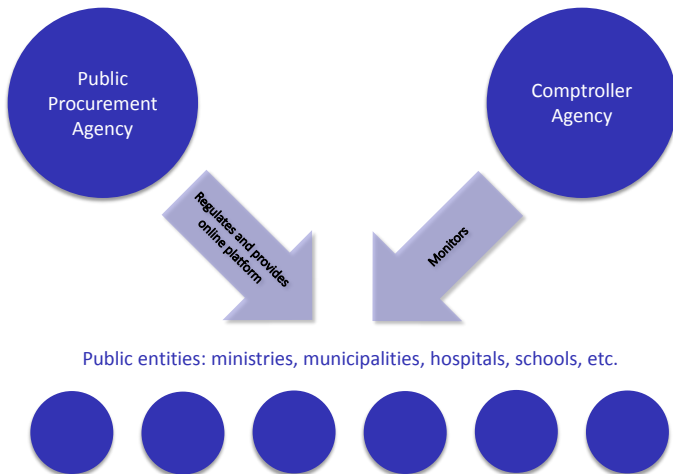 Public
Procurement
Agency
Comptroller
Agency
Regulates and provides
online platform
Monitors
Public entities: ministries, municipalities, hospitals, schools, etc.